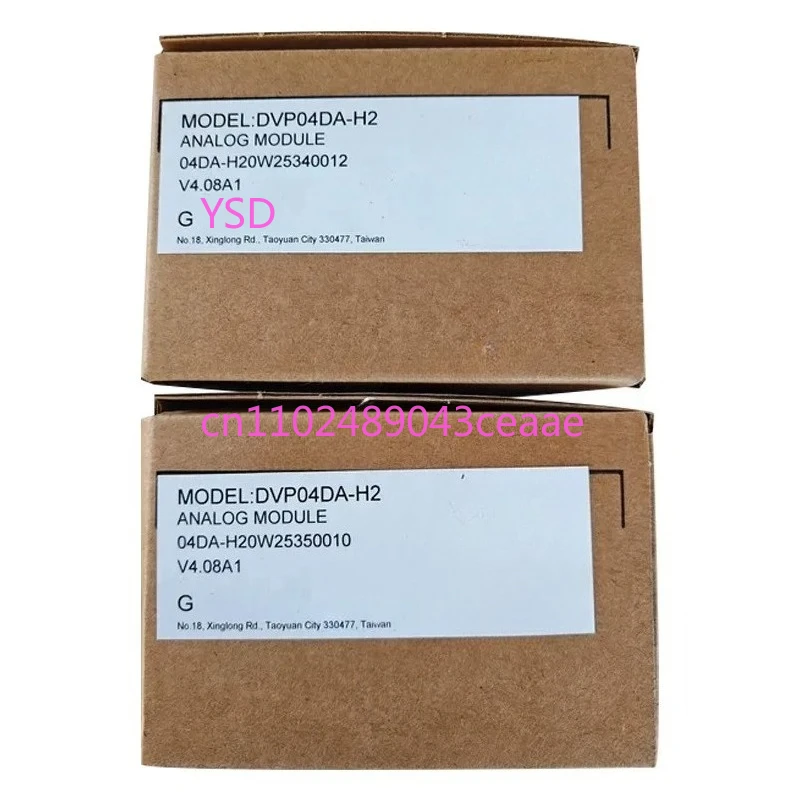 MODEL:DVP04DA-H2
ANALOG MODULE
04DA-H20W25340012
V4.08A1
G YSD
No.18, Xinglong Rd., Taoyuan City 330477, Taiwan
cn1102489043ceaae
MODEL:DVP04DA-H2
ANALOG MODULE
04DA-H20W25350010
V4.08A1
G
No.18, Xinglong Rd., Taoyuan City 330477, Taiwan